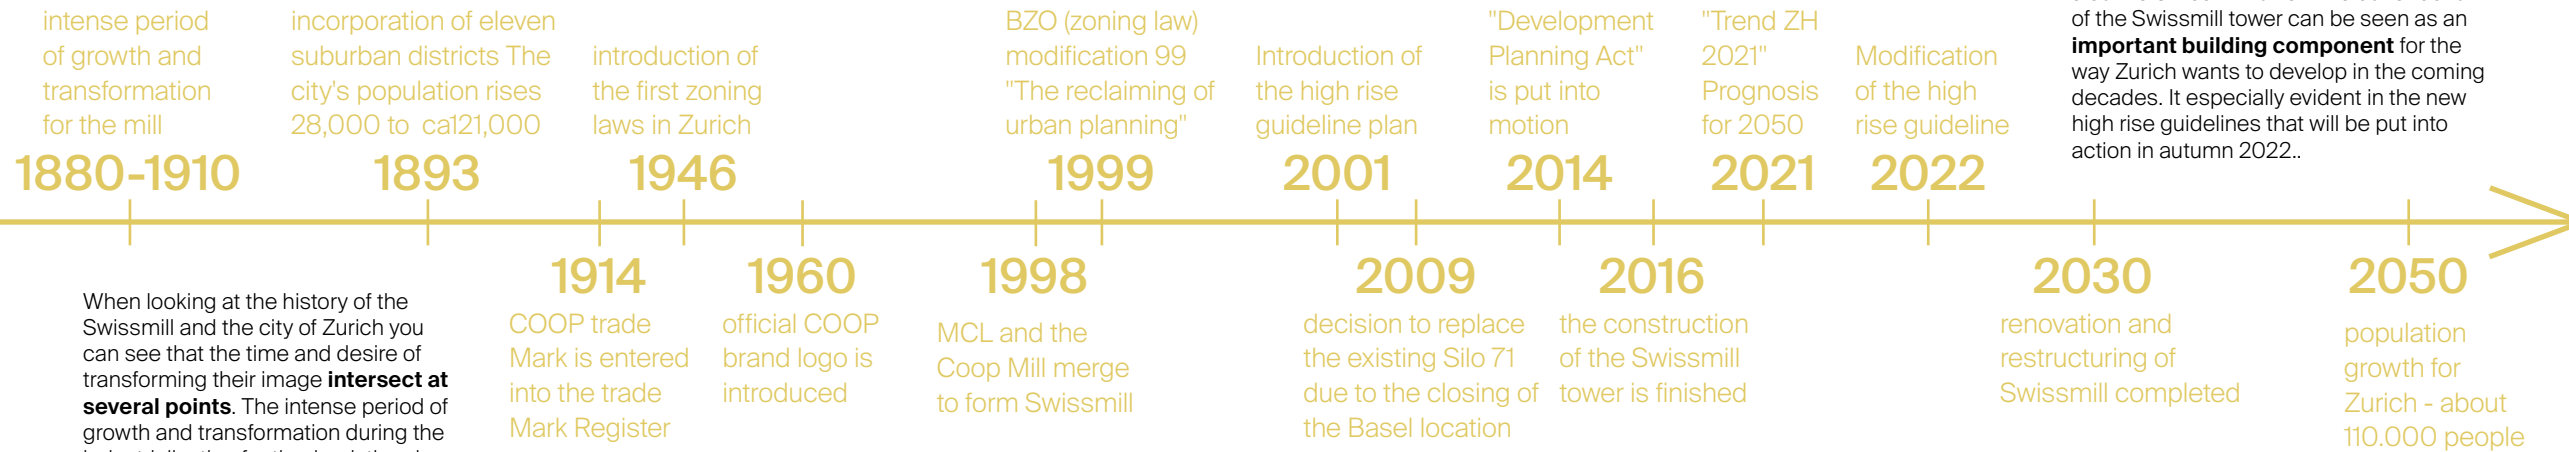 intense period
of growth and
transformation
for the mill
1880-1910
incorporation of eleven
suburban districts The
city's population rises
28,000 to ca121,000
1893
introduction of
the first zoning
laws in Zurich
1946
BZO (zoning law)
modification 99
"The reclaiming of
urban planning"
1999
Introduction of
the high rise
guideline plan
2001
"Development
Planning Act"
is put into
motion
2014
"Trend ZH
2021"
Prognosis
for 2050
2021
Modification
of the high
rise guideline
2022
of the Swissmill tower can be seen as an
important building component for the
way Zurich wants to develop in the coming
decades. It especially evident in the new
high rise guidelines that will be put into
action in autumn 2022..
When looking at the history of the
Swissmill and the city of Zurich you
can see that the time and desire of
transforming their image intersect at
several points. The intense period of
growth and transformation during the
1914
COOP trade
Mark is entered
into the trade
Mark Register
1960
official COOP
brand logo is
introduced
1998
MCL and the
Coop Mill merge
to form Swissmill
2009
decision to replace
the existing Silo 71
due to the closing of
the Basel location
2016
the construction
of the Swissmill
tower is finished
2030
renovation and
restructuring of
Swissmill completed
2050
population
growth for
Zurich - about
110.000 people